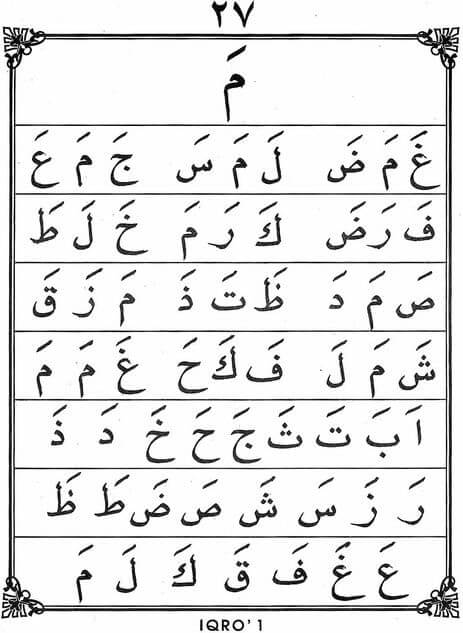 ٢٧
مَ
غَ مَ ضَ لَ مَ سَ جَ مَ عَ
فَ رَ ضَ كَ رَ مَ خَ لَ طَ
صَ مَ دَ ظَ تَ ذَ مَ زَ قَ
شَ مَ لَ فَ كَ حَ غَ مَ مَ
اَ بَ تَ ثَ جَ حَ خَ دَ ذَ
رَ زَ سَ شَ صَ ضَ طَ ظَ
عَ غَ فَ قَ كَ لَ مَ
IQRO' 1